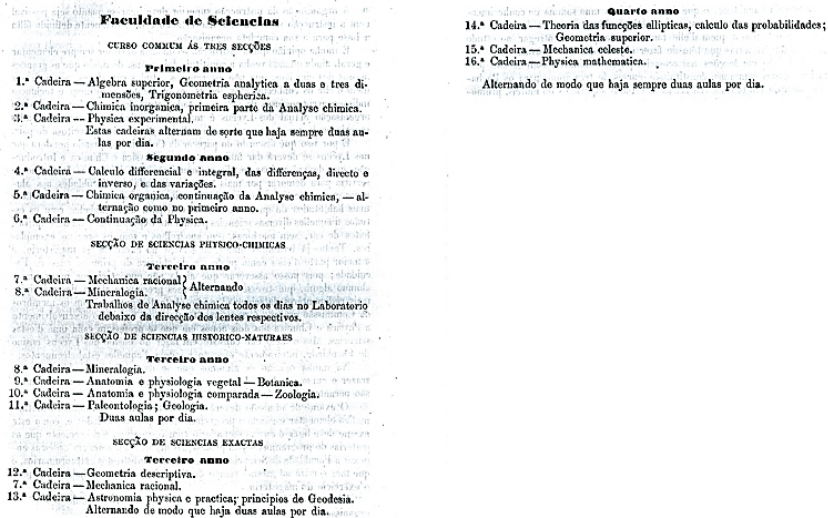 Faculdade de Sciencias
CURSO COMMUM ÁS TRES SECÇÕES
Primeiro anno
1.ª Cadeira — Algebra superior, Geometria analytica a duas e tres di-
mensões, Trigonometria espherica.
2.ª Cadeira — Chimica inorganica, primeira parte da Analyse chimica.
3.ª Cadeira — Physica experimental.
Estas cadeiras alternam de sorte que haja sempre duas au-
las por dia.
Segundo anno
4.ª Cadeira — Calculo differencial e integral, das differenças, directo e
inverso, e das variações.
5.ª Cadeira — Chimica organica, continuação da Analyse chimica, — al-
ternação como no primeiro anno.
6.ª Cadeira — Continuação da Physica.
SECÇÃO DE SCIENCIAS PHYSICO-CHIMICAS
Terceiro anno
7.ª Cadeira — Mechanica racional
8.ª Cadeira — Mineralogia. } Alternando
Trabalhos de Analyse chimica todos os dias no Laboratorio
debaixo da direcção dos lentes respectivos.
SECÇÃO DE SCIENCIAS HISTORICO-NATURAES
Terceiro anno
8.ª Cadeira — Mineralogia.
9.ª Cadeira — Anatomia e physiologia vegetal — Botanica.
10.ª Cadeira — Anatomia e physiologia comparada — Zoologia.
11.ª Cadeira — Paleontologia; Geologia.
Duas aulas por dia.
SECÇÃO DE SCIENCIAS EXACTAS
Terceiro anno
12.ª Cadeira — Geometria descriptiva.
7.ª Cadeira — Mechanica racional.
13.ª Cadeira — Astronomia physica e practica; principios de Geodesia.
Alternando de modo que haja duas aulas por dia.
Quarto anno
14.ª Cadeira — Theoria das funcções ellipticas, calculo das probabilidades;
Geometria superior.
15.ª Cadeira — Mechanica celeste.
16.ª Cadeira — Physica mathematica.
Alternando de modo que haja sempre duas aulas por dia.